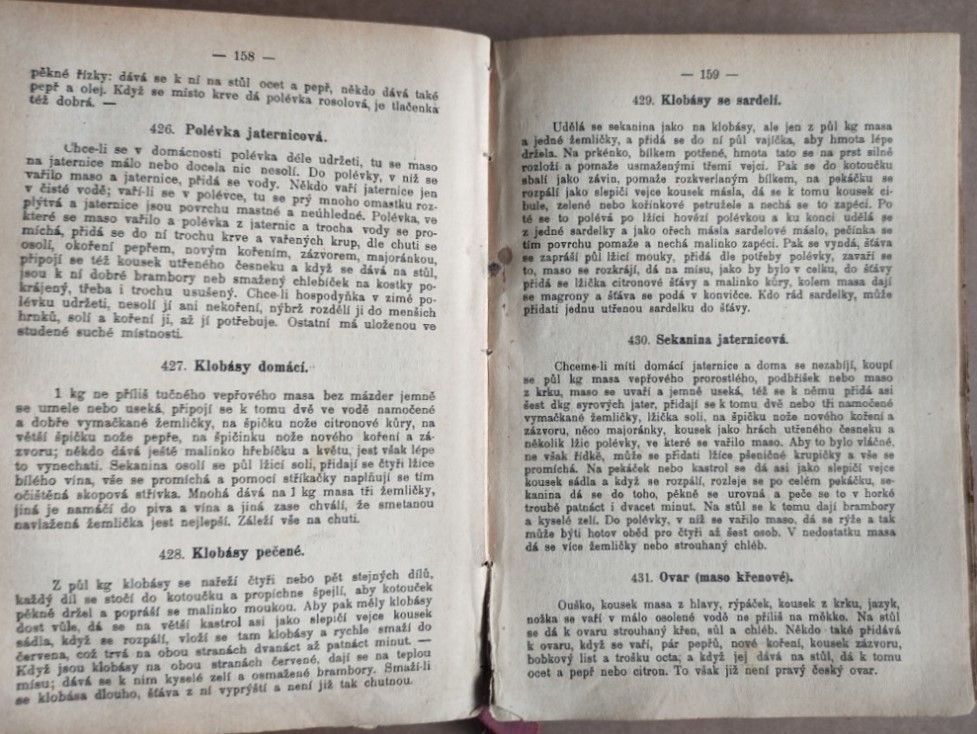 — 158 —
pěkné řízky: dává se k ní na stůl ocet a pepř, někdo dává také
pepř a olej. Když se místo krve dá polévka rosolová, je tlačenka
též dobrá. —
426. Polévka jaternicová.
Chce-li se v domácnosti polévka déle udržeti, tu se maso
na jaternice málo nebo docela nic nesolí. Do polévky, v níž se
vařilo maso a jaternice, přidá se vody. Někdo vaří jaternice jen
v čisté vodě; vaří-li se v polévce, tu se prý mnoho omastku roz-
plýtvá a jaternice jsou povrchu mastné a neúhledné. Polévka, ve
které se maso vařilo a polévka z jaternic a trocha vody se pro-
míchá, přidá se do ní trochu krve a vařených krup, dle chuti se
osolí, okoření pepřem, novým kořením, zázvorem, majoránkou,
připojí se též kousek utřeného česneku a když se dává na stůl,
jsou k ní dobré brambory neb smažený chlebíček na kostky po-
krájený, třeba i trochu usušený. Chce-li hospodyňka v zimě po-
lévku udržeti, nesolí jí ani nekoření, nýbrž rozdělí ji do menších
hrnků, solí a koření ji, až jí potřebuje. Ostatní má uloženou ve
studené suché místnosti.
427. Klobásy domácí.
1 kg ne příliš tučného vepřového masa bez mázder jemně
se umele nebo useká, připojí se k tomu dvě ve vodě namočené
a dobře vymačkané žemličky, na špičku nože citronové kůry, na
větší špičku nože pepře, na špičinku nože nového koření a zá-
zvoru; někdo dává ještě malinko hřebíčku a květu, jest však lépe
to vynechati. Sekanina osolí se půl lžící soli, přidají se čtyři lžíce
bílého vína, vše se promíchá a pomocí stříkačky naplňují se tím
očištěná skopová střívka. Mnohá dává na 1 kg masa tři žemličky,
jiná je namáčí do piva a vína a jiná zase chválí, že smetanou
navlažená žemlička jest nejlepší. Záleží vše na chuti.
428. Klobásy pečené.
Z půl kg klobásy se nařeží čtyři nebo pět stejných dílů,
každý díl se stočí do kotoučku a propíchne špejlí, aby kotouček
pěkně držel a popráší se malinko moukou. Aby pak měly klobásy
dost vůle, dá se na větší kastrol asi jako slepičí vejce kousek
sádla, když se rozpálí, vloží se tam klobásy a rychle smaží do
červena, což trvá na obou stranách dvanáct až patnáct minut. —
Když jsou klobásy na obou stranách červené, dají se na teplou
mísu; dává se k nim kyselé zelí a osmažené brambory. Smaží-li
se klobása dlouho, šťáva z ní vyprýští a není již tak chutnou.
— 159 —
429. Klobásy se sardelí.
Udělá se sekanina jako na klobásy, ale jen z půl kg masa
a jedné žemličky, a přidá se do ní půl vajíčka, aby hmota lépe
držela. Na prkénko, bílkem potřené, hmota tato se na prst silně
rozloží a pomaže usmaženými třemi vejci. Pak se do kotoučku
sbalí jako závin, pomaže rozkverlaným bílkem, na pekáčku se
rozpálí jako slepičí vejce kousek másla, dá se k tomu kousek ci-
bule, zelené nebo kořínkové petružele a nechá se to zapéci. Po
té se to polévá po lžíci hovězí polévkou a ku konci udělá se
z jedné sardelky a jako ořech másla sardelové máslo, pečínka se
tím povrchu pomaže a nechá malinko zapéci. Pak se vyndá, šťáva
se zapráší půl lžící mouky, přidá dle potřeby polévky, zavaří se
to, maso se rozkrájí, dá na mísu, jako by bylo v celku, do šťávy
přidá se lžička citronové šťávy a malinko kůry, kolem masa dají
se magrony a šťáva se podá v konvičce. Kdo rád sardelky, může
přidati jednu utřenou sardelku do šťávy.
430. Sekanina jaternicová.
Chceme-li míti domácí jaternice a doma se nezabíjí, koupí
se půl kg masa vepřového prorostlého, podbříšek nebo maso
z krku, maso se uvaří a jemně useká, též se k němu přidá asi
šest dkg syrových jater, přidají se k tomu dvě nebo tři namočené
vymačkané žemličky, lžička soli, na špičku nože nového koření a
zázvoru, něco majoránky, kousek jako hrách utřeného česneku a
několik lžic polévky, ve které se vařilo maso. Aby to bylo vláčné,
ne však řídké, může se přidati lžíce pšeničné krupičky a vše se
promíchá. Na pekáček nebo kastrol se dá asi jako slepičí vejce
kousek sádla a když se rozpálí, rozleje se po celém pekáčku, se-
kanina dá se do toho, pěkně se urovná a peče se to v horké
troubě patnáct i dvacet minut. Na stůl se k tomu dají brambory
a kyselé zelí. Do polévky, v níž se vařilo maso, dá se rýže a tak
může býti hotov oběd pro čtyři až šest osob. V nedostatku masa
dá se více žemličky nebo strouhaný chléb.
431. Ovar (maso křenové).
Ouško, kousek masa z hlavy, rypáček, kousek z krku, jazyk,
nožka se vaří v málo osolené vodě ne příliš na měkko. Na stůl
se dá k ovaru strouhaný křen, sůl a chléb. Někdo také přidává
k ovaru, když se vaří, pár pepřů, nové koření, kousek zázvoru,
bobkový list a trošku octa; a když jej dává na stůl, dá k tomu
ocet a pepř nebo citron. To však již není pravý český ovar.